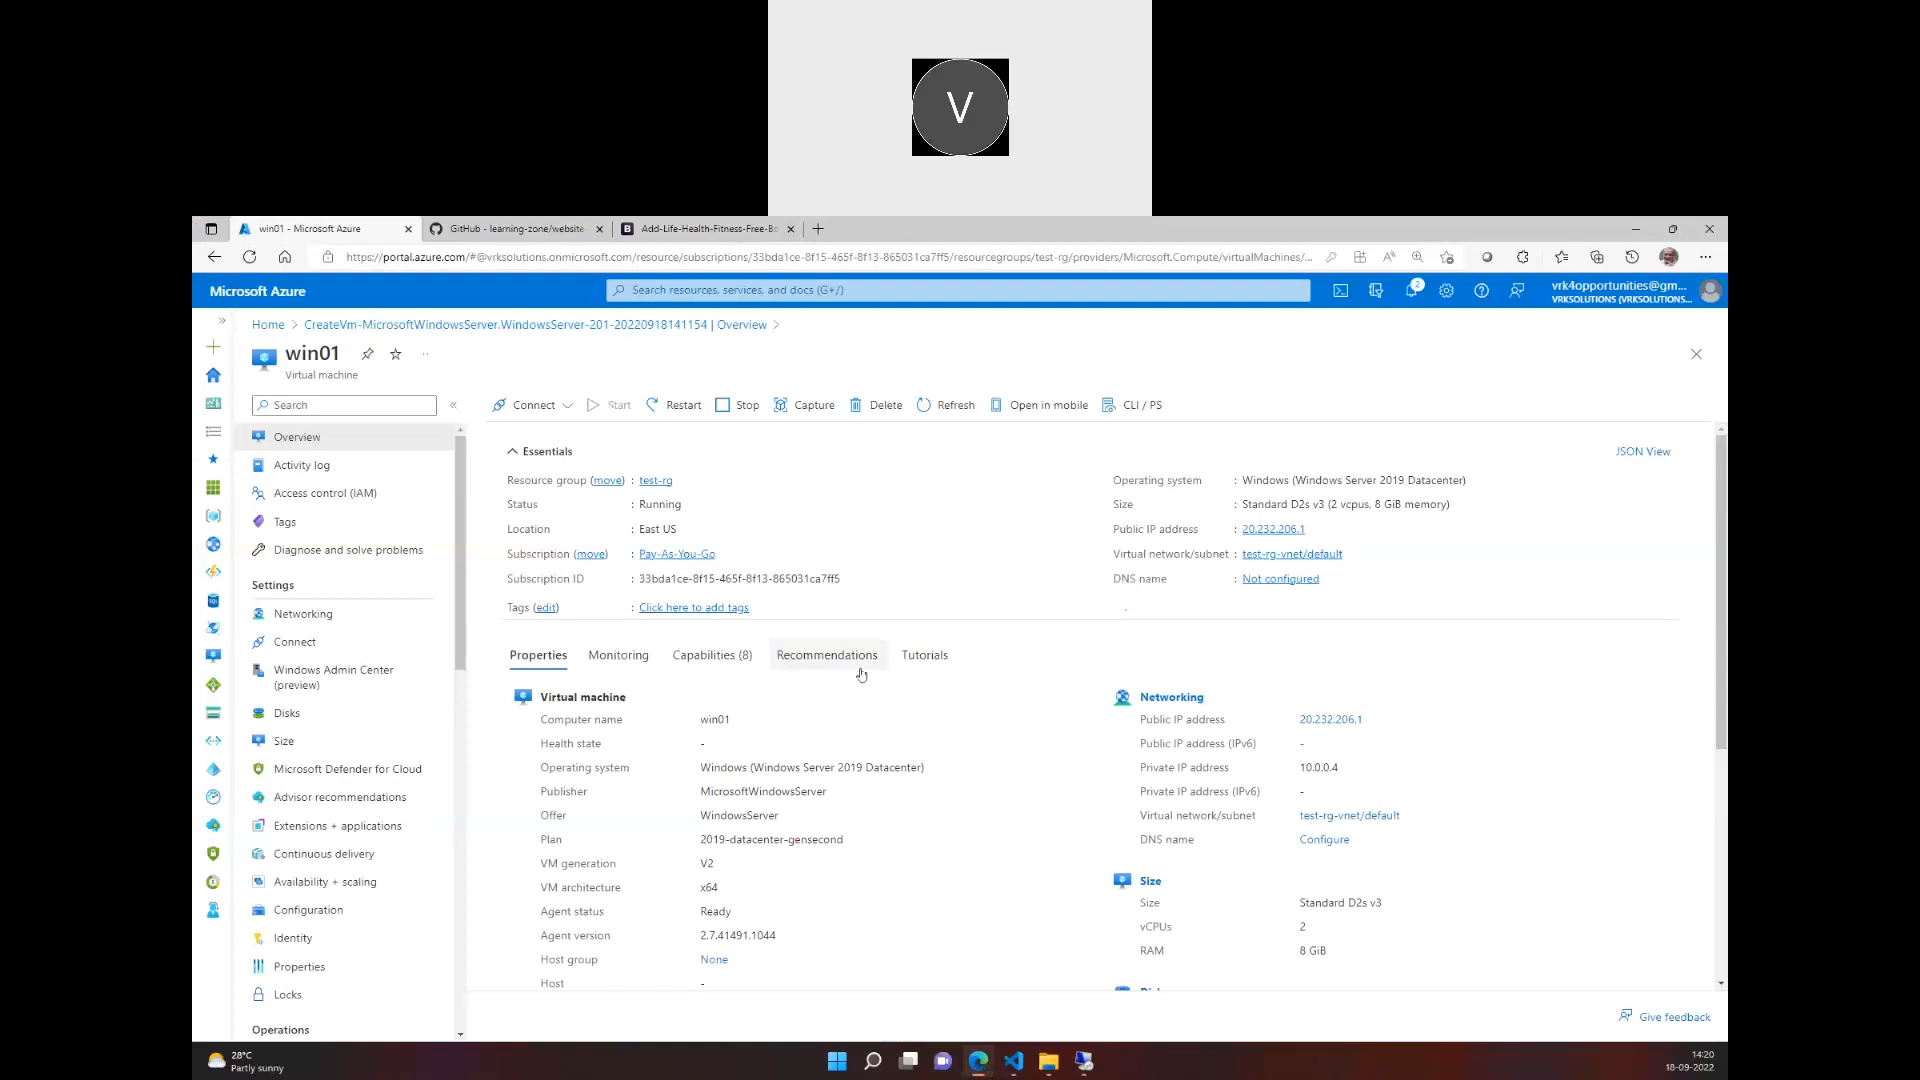 V
win01 - Microsoft Azure
GitHub - learning-zone/website
Add-Life-Health-Fitness-Free-Bo
https://portal.azure.com/#@vrksolutions.onmicrosoft.com/resource/subscriptions/33bda1ce-8f15-465f-8f13-865031ca7ff5/resourcegroups/test-rg/providers/Microsoft.Compute/virtualMachines/...
Microsoft Azure
Search resources, services, and docs (G+/)
2
vrk4opportunities@gm...
VRKSOLUTIONS (VRKSOLUTIONS...
Home > CreateVm-MicrosoftWindowsServer.WindowsServer-201-20220918141154 | Overview >
win01
Virtual machine
Search
Connect
Start
Restart
Stop
Capture
Delete
Refresh
Open in mobile
CLI / PS
Overview
Activity log
Access control (IAM)
Tags
Diagnose and solve problems
Settings
Networking
Connect
Windows Admin Center
(preview)
Disks
Size
Microsoft Defender for Cloud
Advisor recommendations
Extensions + applications
Continuous delivery
Availability + scaling
Configuration
Identity
Properties
Locks
Operations
Essentials
JSON View
Resource group (move) : test-rg
Status : Running
Location : East US
Subscription (move) : Pay-As-You-Go
Subscription ID : 33bda1ce-8f15-465f-8f13-865031ca7ff5
Tags (edit) : Click here to add tags
Operating system : Windows (Windows Server 2019 Datacenter)
Size : Standard D2s v3 (2 vcpus, 8 GiB memory)
Public IP address : 20.232.206.1
Virtual network/subnet : test-rg-vnet/default
DNS name : Not configured
Properties
Monitoring
Capabilities (8)
Recommendations
Tutorials
Virtual machine
Computer name win01
Health state -
Operating system Windows (Windows Server 2019 Datacenter)
Publisher MicrosoftWindowsServer
Offer WindowsServer
Plan 2019-datacenter-gensecond
VM generation V2
VM architecture x64
Agent status Ready
Agent version 2.7.41491.1044
Host group None
Host -
Networking
Public IP address 20.232.206.1
Public IP address (IPv6) -
Private IP address 10.0.0.4
Private IP address (IPv6) -
Virtual network/subnet test-rg-vnet/default
DNS name Configure
Size
Size Standard D2s v3
vCPUs 2
RAM 8 GiB
Give feedback
28°C
Partly sunny
14:20
18-09-2022